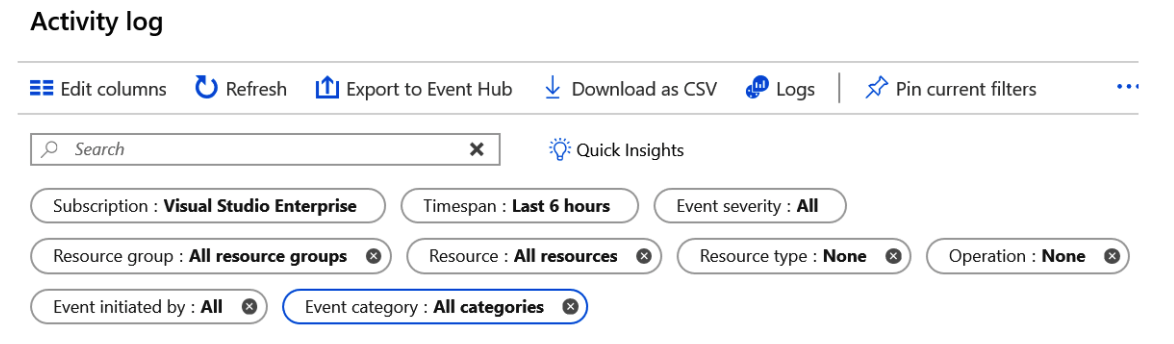 Activity log
Edit columns Refresh Export to Event Hub Download as CSV Logs Pin current filters
Search Quick Insights
Subscription : Visual Studio Enterprise Timespan : Last 6 hours Event severity : All
Resource group : All resource groups Resource : All resources Resource type : None Operation : None
Event initiated by : All Event category : All categories